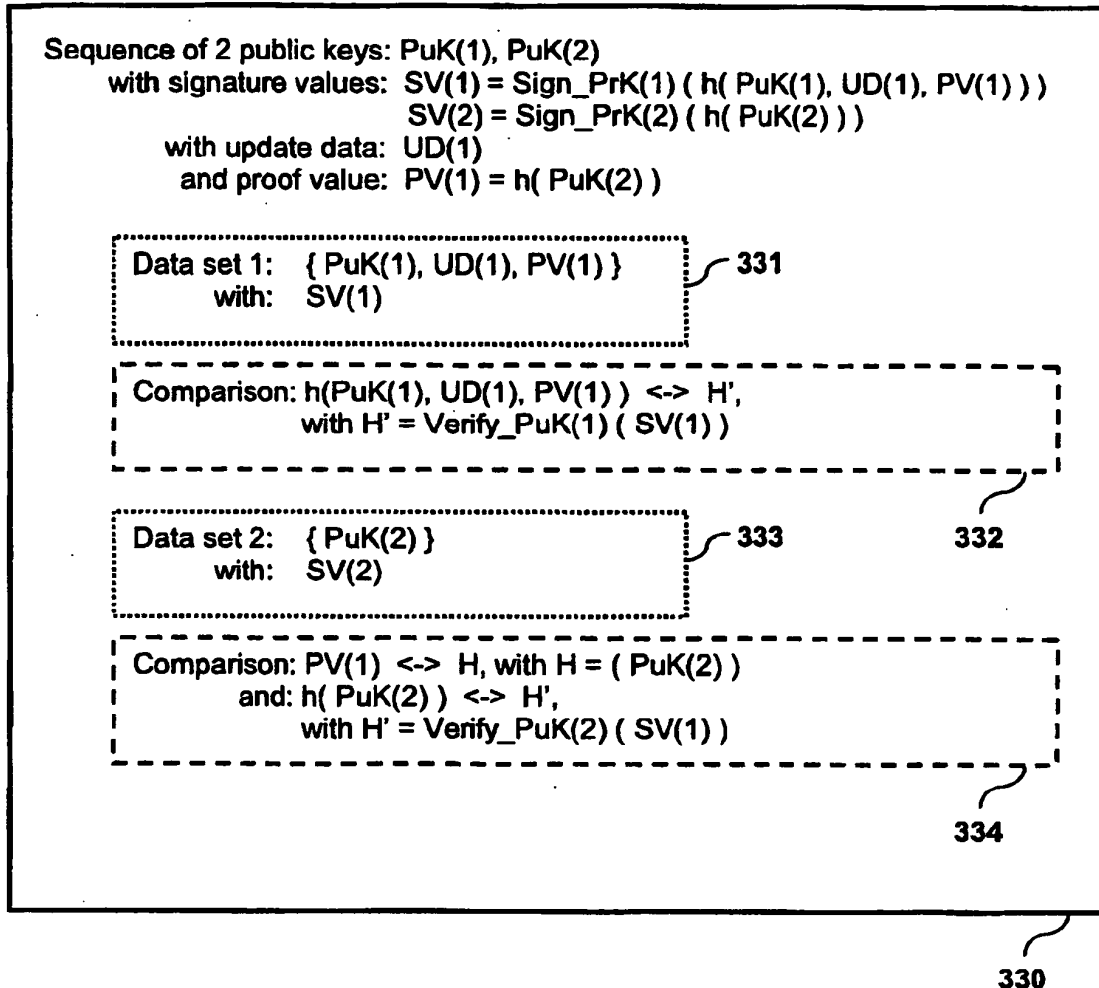 Sequence of 2 public keys: PuK(1), PuK(2)
with signature values: SV(1) = Sign_PrK(1) ( h( PuK(1), UD(1), PV(1) ) )
SV(2) = Sign_PrK(2) ( h( PuK(2) ) )
with update data: UD(1)
and proof value: PV(1) = h( PuK(2) )
Data set 1: { PuK(1), UD(1), PV(1) }
with: SV(1)
331
Comparison: h(PuK(1), UD(1), PV(1) ) <-> H',
with H' = Verify_PuK(1) ( SV(1) )
332
Data set 2: { PuK(2) }
with: SV(2)
333
Comparison: PV(1) <-> H, with H = ( PuK(2) )
and: h( PuK(2) ) <-> H',
with H' = Verify_PuK(2) ( SV(1) )
334
330